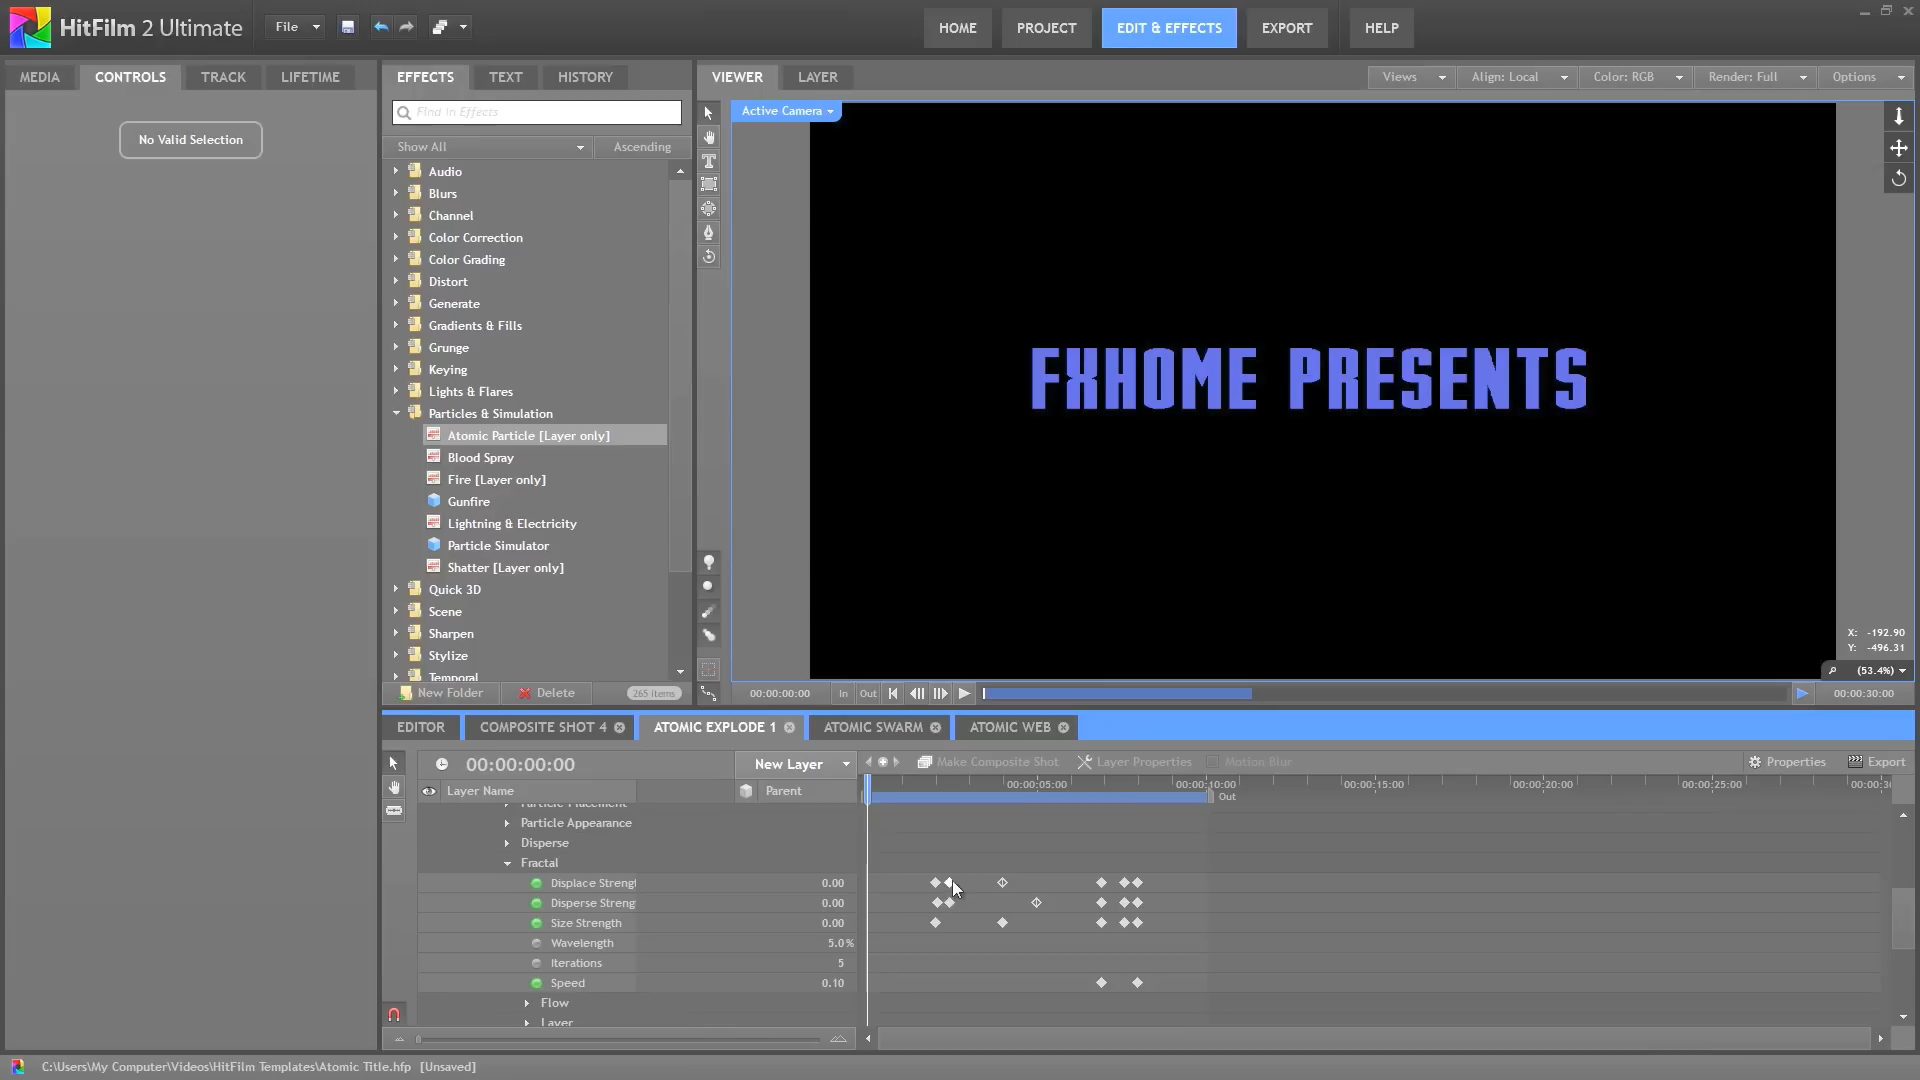 HitFilm 2 Ultimate
File
HOME
PROJECT
EDIT & EFFECTS
EXPORT
HELP
MEDIA
CONTROLS
TRACK
LIFETIME
No Valid Selection
EFFECTS
TEXT
HISTORY
Find in Effects
Show All
Ascending
Audio
Blurs
Channel
Color Correction
Color Grading
Distort
Generate
Gradients & Fills
Grunge
Keying
Lights & Flares
Particles & Simulation
Atomic Particle [Layer only]
Blood Spray
Fire [Layer only]
Gunfire
Lightning & Electricity
Particle Simulator
Shatter [Layer only]
Quick 3D
Scene
Sharpen
Stylize
Temporal
New Folder
Delete
265 items
VIEWER
LAYER
Views
Align: Local
Color: RGB
Render: Full
Options
Active Camera
FXHOME PRESENTS
X: -192.90
Y: -496.31
(53.4%)
00:00:00:00
In
Out
00:00:30:00
EDITOR
COMPOSITE SHOT 4
ATOMIC EXPLODE 1
ATOMIC SWARM
ATOMIC WEB
00:00:00:00
New Layer
Make Composite Shot
Layer Properties
Motion Blur
Properties
Export
Layer Name
Parent
00:00:05:00
00:00:10:00
00:00:15:00
00:00:20:00
00:00:25:00
00:00:3
Out
Particle Placement
Particle Appearance
Disperse
Fractal
Displace Strengt 0.00
Disperse Streng 0.00
Size Strength 0.00
Wavelength 5.0%
Iterations 5
Speed 0.10
Flow
Layer
C:\Users\My Computer\Videos\HitFilm Templates\Atomic Title.hfp [Unsaved]